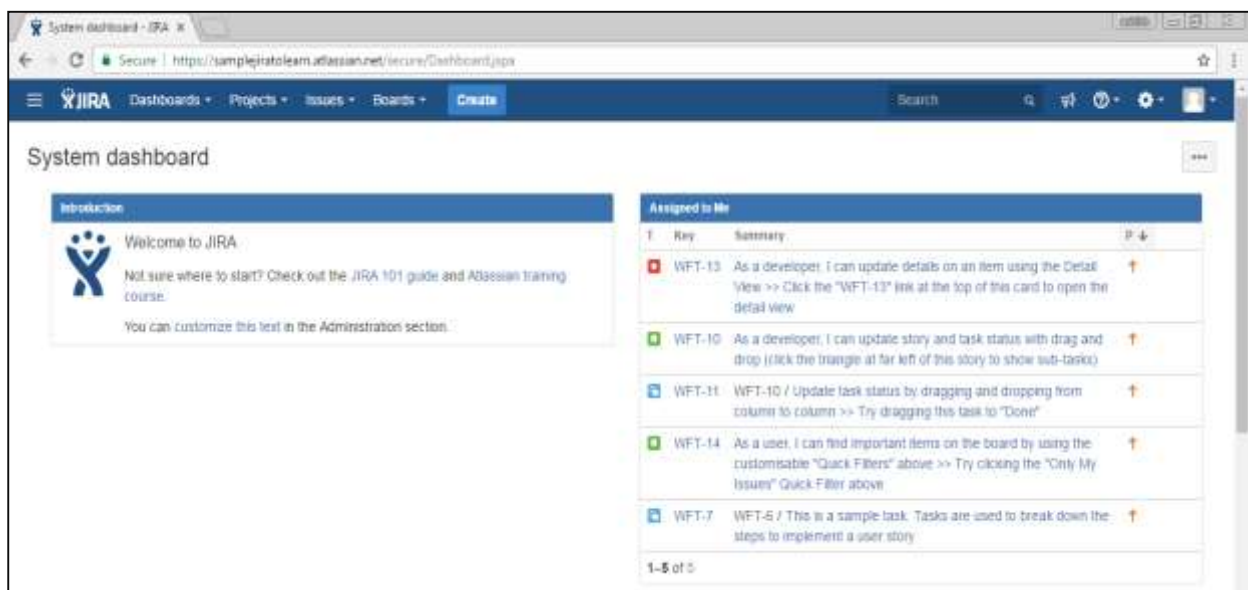 System dashboard - JIRA
Secure | https://samplejiratolearn.atlassian.net/secure/Dashboard.jspa
JIRA Dashboards Projects Issues Boards Create Search
System dashboard
Introduction
Welcome to JIRA
Not sure where to start? Check out the JIRA 101 guide and Atlassian training
course.
You can customize this text in the Administration section.
Assigned to Me
T Key Summary P
WFT-13 As a developer, I can update details on an item using the Detail
View >> Click the "WFT-13" link at the top of this card to open the
detail view
WFT-10 As a developer, I can update story and task status with drag and
drop (click the triangle at far left of this story to show sub-tasks)
WFT-11 WFT-10 / Update task status by dragging and dropping from
column to column >> Try dragging this task to "Done"
WFT-14 As a user, I can find important items on the board by using the
customisable "Quick Filters" above >> Try clicking the "Only My
Issues" Quick Filter above
WFT-7 WFT-6 / This is a sample task. Tasks are used to break down the
steps to implement a user story
1–5 of 5